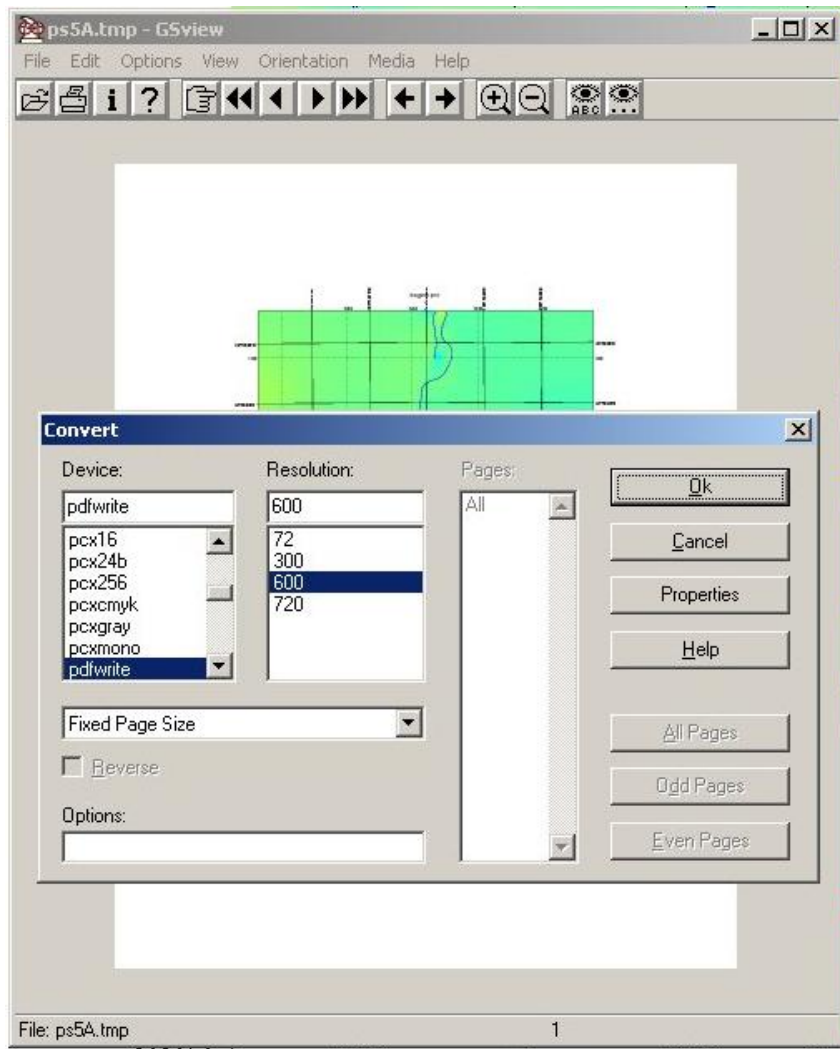 ps5A.tmp - GSview
File Edit Options View Orientation Media Help
i ?
ABC
Convert
Device:
pdfwrite
pcx16
pcx24b
pcx256
pcxcmyk
pcxgray
pcxmono
pdfwrite
Resolution:
600
72
300
600
720
Pages:
All
Ok
Cancel
Properties
Help
All Pages
Odd Pages
Even Pages
Fixed Page Size
Reverse
Options:
File: ps5A.tmp 1